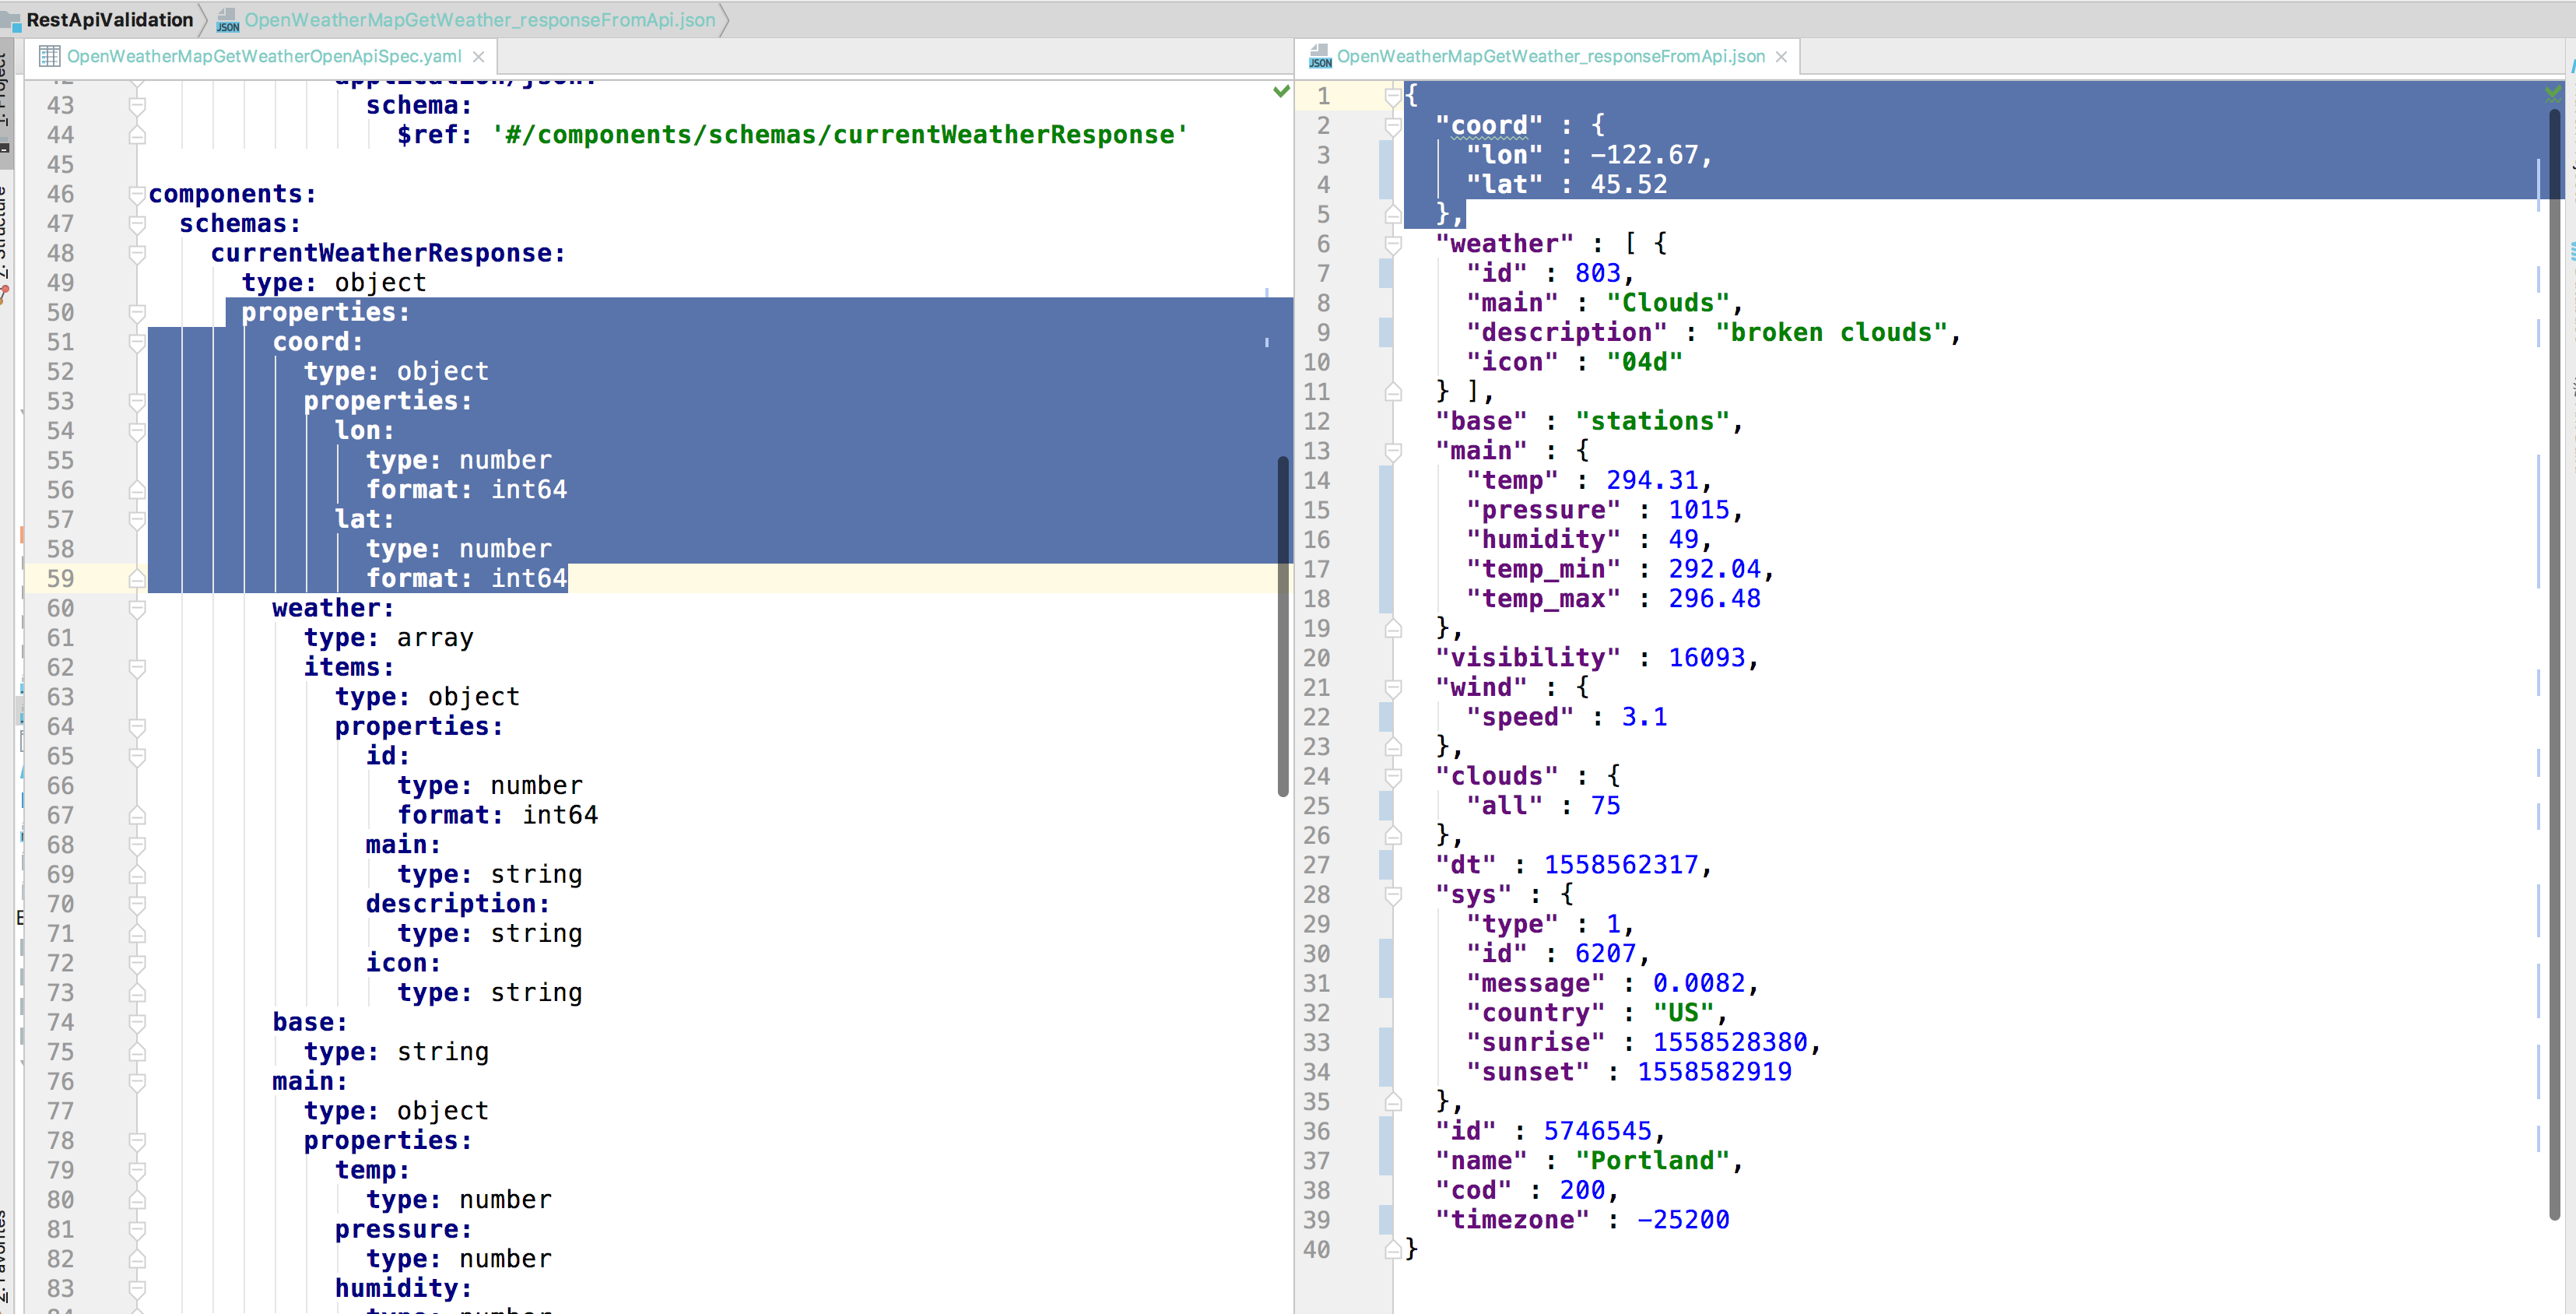 RestApiValidation
OpenWeatherMapGetWeather_responseFromApi.json
OpenWeatherMapGetWeatherOpenApiSpec.yaml
42 application/json:
43 schema:
44 $ref: '#/components/schemas/currentWeatherResponse'
45
46 components:
47 schemas:
48 currentWeatherResponse:
49 type: object
50 properties:
51 coord:
52 type: object
53 properties:
54 lon:
55 type: number
56 format: int64
57 lat:
58 type: number
59 format: int64
60 weather:
61 type: array
62 items:
63 type: object
64 properties:
65 id:
66 type: number
67 format: int64
68 main:
69 type: string
70 description:
71 type: string
72 icon:
73 type: string
74 base:
75 type: string
76 main:
77 type: object
78 properties:
79 temp:
80 type: number
81 pressure:
82 type: number
83 humidity:
84 type: number
OpenWeatherMapGetWeather_responseFromApi.json
1 {
2 "coord" : {
3 "lon" : -122.67,
4 "lat" : 45.52
5 },
6 "weather" : [ {
7 "id" : 803,
8 "main" : "Clouds",
9 "description" : "broken clouds",
10 "icon" : "04d"
11 } ],
12 "base" : "stations",
13 "main" : {
14 "temp" : 294.31,
15 "pressure" : 1015,
16 "humidity" : 49,
17 "temp_min" : 292.04,
18 "temp_max" : 296.48
19 },
20 "visibility" : 16093,
21 "wind" : {
22 "speed" : 3.1
23 },
24 "clouds" : {
25 "all" : 75
26 },
27 "dt" : 1558562317,
28 "sys" : {
29 "type" : 1,
30 "id" : 6207,
31 "message" : 0.0082,
32 "country" : "US",
33 "sunrise" : 1558528380,
34 "sunset" : 1558582919
35 },
36 "id" : 5746545,
37 "name" : "Portland",
38 "cod" : 200,
39 "timezone" : -25200
40 }
1: Project
Z: Structure
2: Favorites